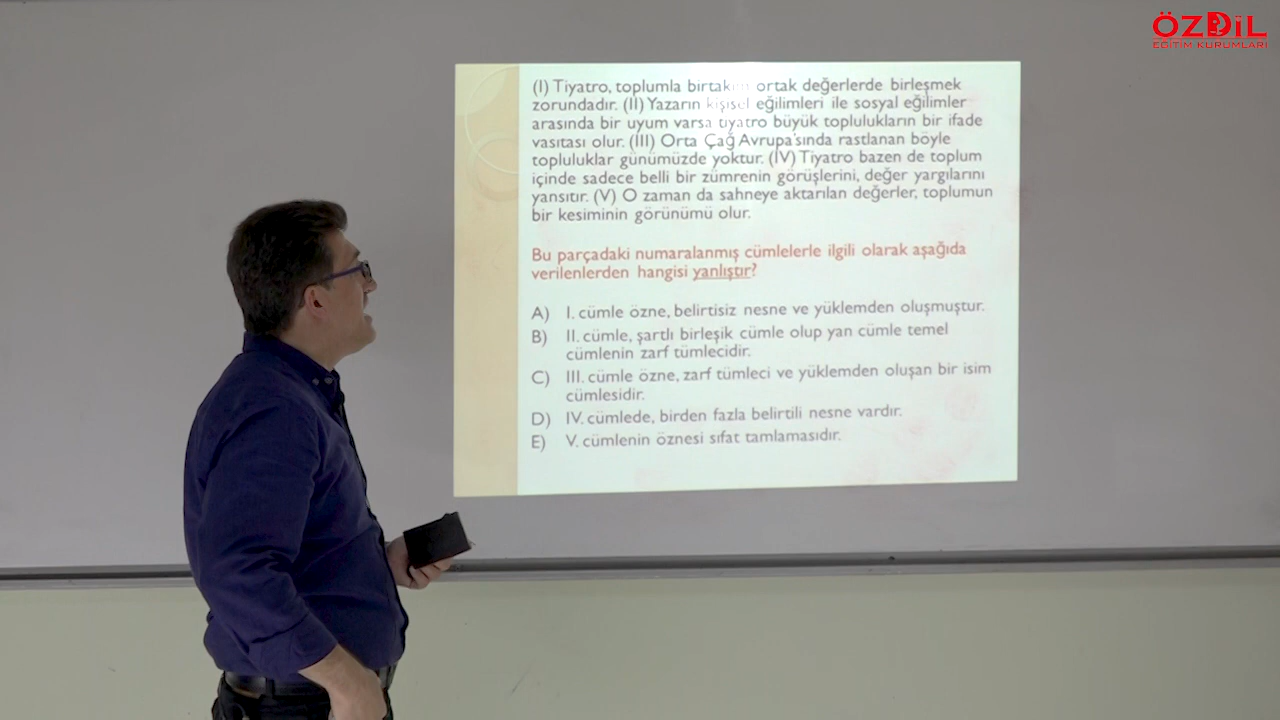 ÖZDİL
EĞİTİM KURUMLARI
(I) Tiyatro, toplumla birtakım ortak değerlerde birleşmek
zorundadır. (II) Yazarın kişisel eğilimleri ile sosyal eğilimler
arasında bir uyum varsa tiyatro büyük toplulukların bir ifade
vasıtası olur. (III) Orta Çağ Avrupa'sında rastlanan böyle
topluluklar günümüzde yoktur. (IV) Tiyatro bazen de toplum
içinde sadece belli bir zümrenin görüşlerini, değer yargılarını
yansıtır. (V) O zaman da sahneye aktarılan değerler, toplumun
bir kesiminin görünümü olur.
Bu parçadaki numaralanmış cümlelerle ilgili olarak aşağıda
verilenlerden hangisi yanlıştır?
A) I. cümle özne, belirtisiz nesne ve yüklemden oluşmuştur.
B) II. cümle, şartlı birleşik cümle olup yan cümle temel
cümlenin zarf tümlecidir.
C) III. cümle özne, zarf tümleci ve yüklemden oluşan bir isim
cümlesidir.
D) IV. cümlede, birden fazla belirtili nesne vardır.
E) V. cümlenin öznesi sıfat tamlamasıdır.